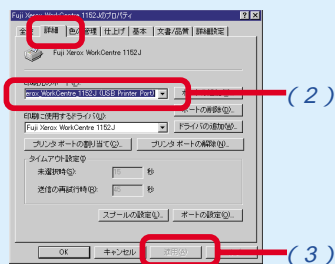 Fuji Xerox WorkCentre 1152Jのプロパティ
全般 詳細 色の管理 仕上げ 基本 文書/品質 詳細設定
Fuji Xerox WorkCentre 1152J
erox WorkCentre 1152J (USB Printer Port)
(2)
ポートの削除(D)...
印刷に使用するドライバ(U):
Fuji Xerox WorkCentre 1152J
ドライバの追加(W)...
プリンタ ポートの割り当て(C)...
プリンタ ポートの解除(N)...
タイムアウト設定
未選択時(S):
15 秒
送信の再試行時(R):
45 秒
スプールの設定(L)...
ポートの設定(O)...
OK
キャンセル
適用(A)
(3)